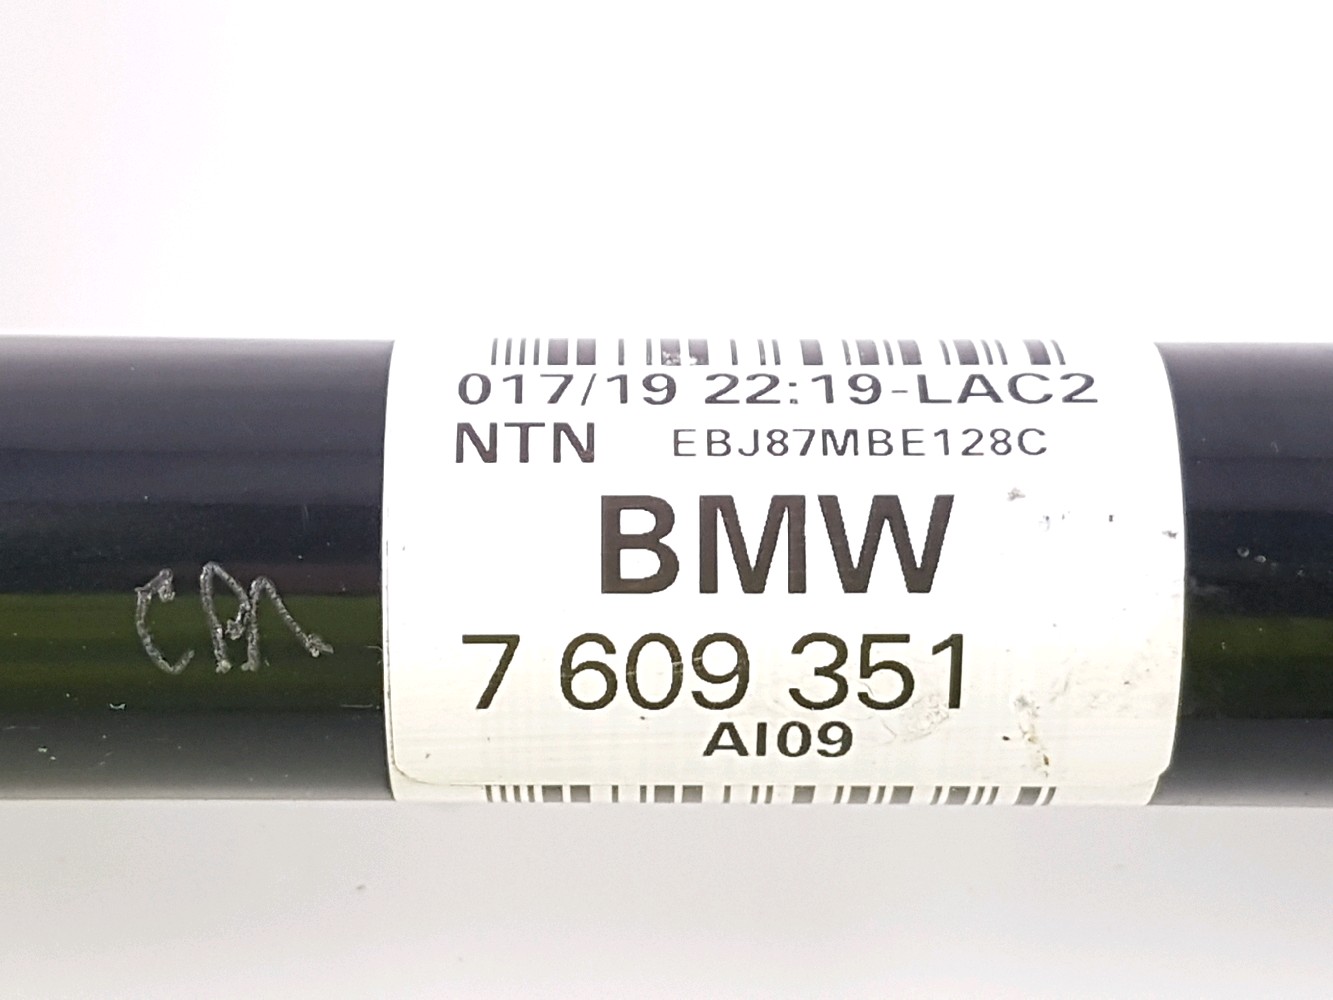 017/19 22:19-LAC2
NTN EBJ87MBE128C
BMW
7 609 351
AI09